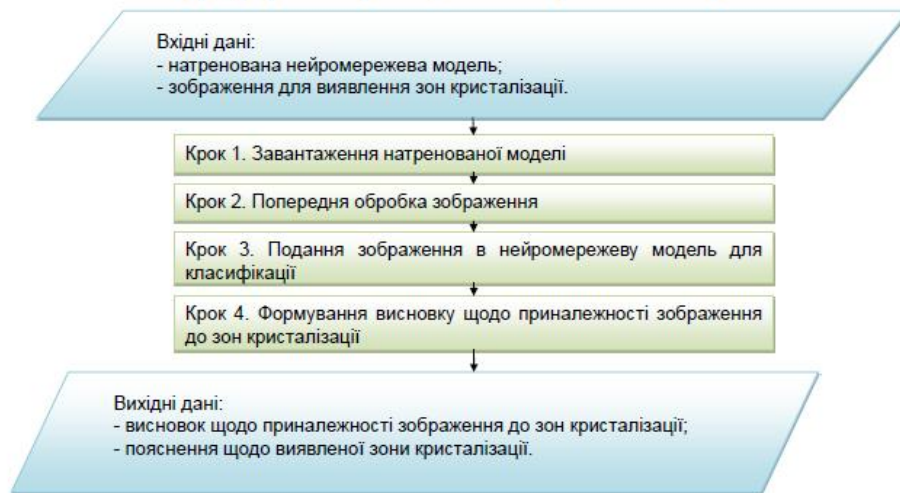 Вхідні дані:
- натренована нейромережева модель;
- зображення для виявлення зон кристалізації.
Крок 1. Завантаження натренованої моделі
Крок 2. Попередня обробка зображення
Крок 3. Подання зображення в нейромережеву модель для
класифікації
Крок 4. Формування висновку щодо приналежності зображення
до зон кристалізації
Вихідні дані:
- висновок щодо приналежності зображення до зон кристалізації;
- пояснення щодо виявленої зони кристалізації.